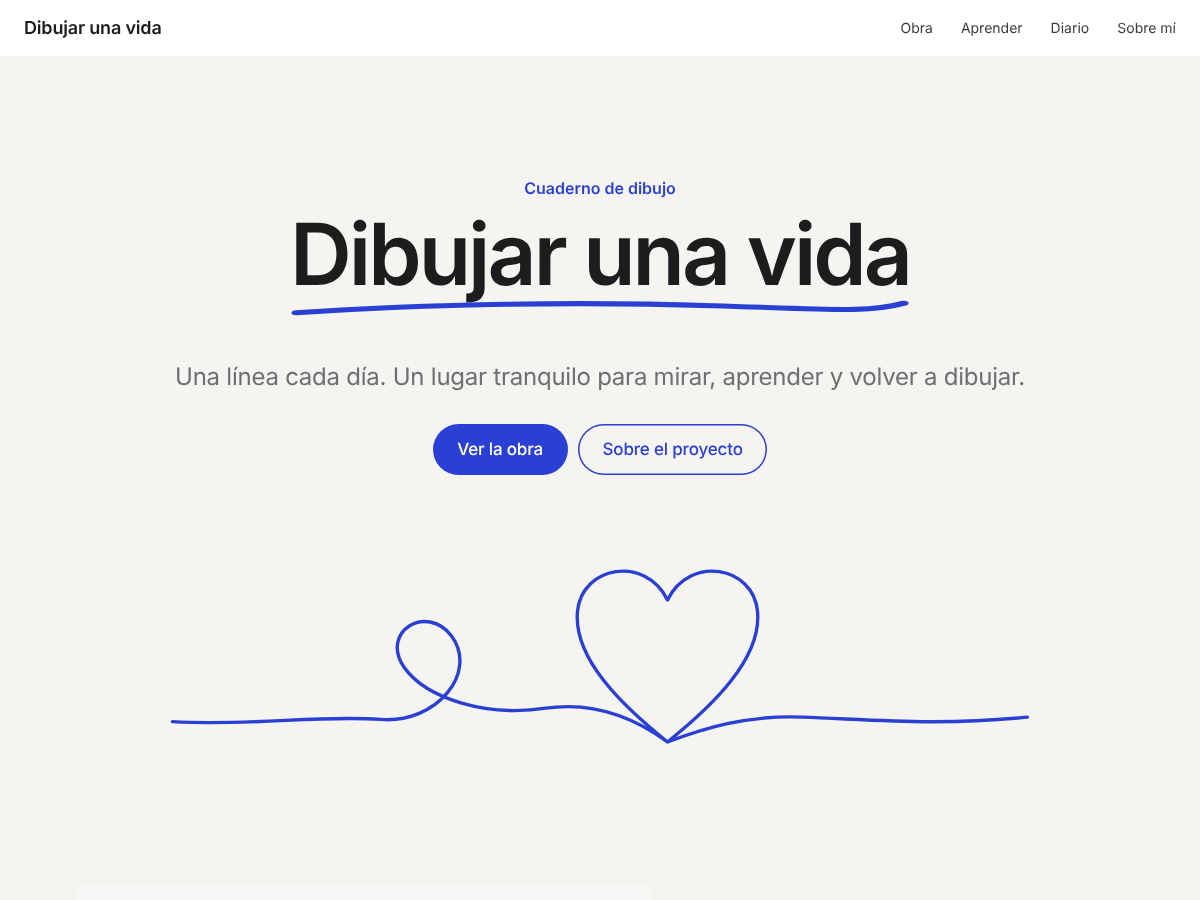 Dibujar una vida
Obra
Aprender
Diario
Sobre mí
Cuaderno de dibujo
Dibujar una vida
Una línea cada día. Un lugar tranquilo para mirar, aprender y volver a dibujar.
Ver la obra
Sobre el proyecto